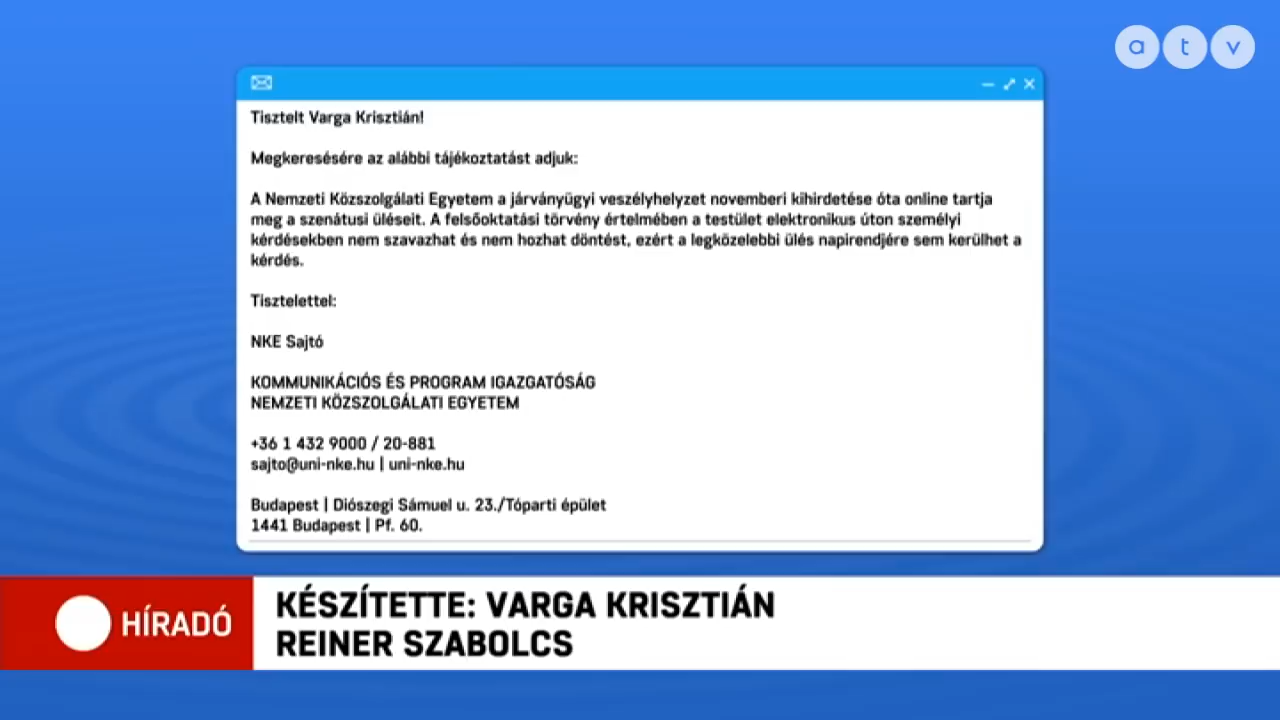 atv
Tisztelt Varga Krisztián!
Megkeresésére az alábbi tájékoztatást adjuk:
A Nemzeti Közszolgálati Egyetem a járványügyi veszélyhelyzet novemberi kihirdetése óta online tartja
meg a szenátusi üléseit. A felsőoktatási törvény értelmében a testület elektronikus úton személyi
kérdésekben nem szavazhat és nem hozhat döntést, ezért a legközelebbi ülés napirendjére sem kerülhet a
kérdés.
Tisztelettel:
NKE Sajtó
KOMMUNIKÁCIÓS ÉS PROGRAM IGAZGATÓSÁG
NEMZETI KÖZSZOLGÁLATI EGYETEM
+36 1 432 9000 / 20-881
sajto@uni-nke.hu | uni-nke.hu
Budapest | Diószegi Sámuel u. 23./Tóparti épület
1441 Budapest | Pf. 60.
HÍRADÓ
KÉSZÍTETTE: VARGA KRISZTIÁN
REINER SZABOLCS